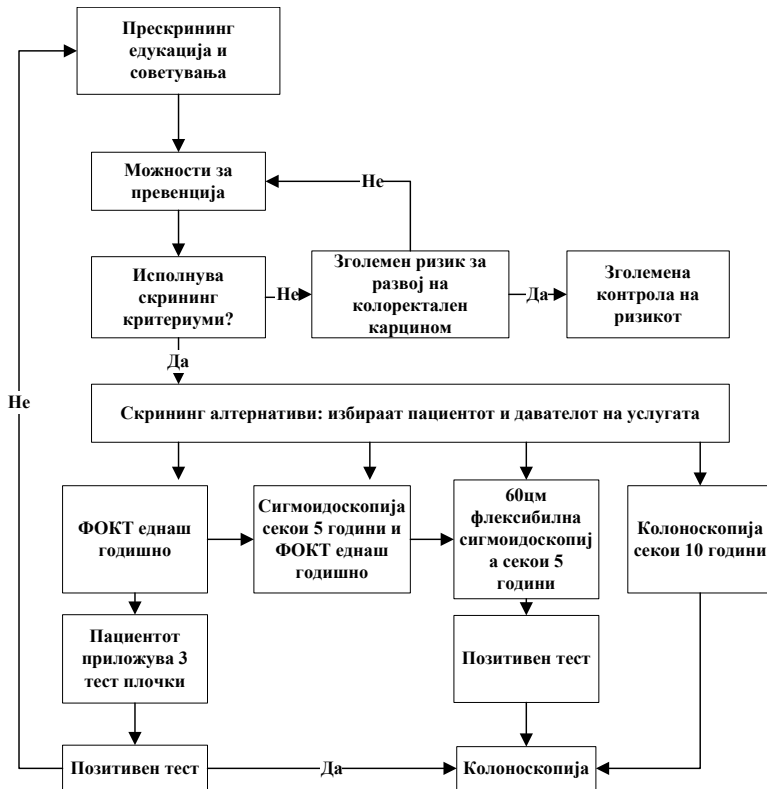 Прескрининг
едукација и
советувања
Можности за
превенција
Не
Исполнува
скрининг
критериуми?
Не
Зголемен ризик за
развој на
колоректален
карцином
Да
Зголемена
контрола на
ризикот
Да
Не
Скрининг алтернативи: избираат пациентот и давателот на услугата
ФОКТ еднаш
годишно
Сигмоидоскопија
секои 5 години и
ФОКТ еднаш
годишно
60цм
флексибилна
сигмоидоскопиј
а секои 5
години
Колоноскопија
секои 10 години
Пациентот
приложува 3
тест плочки
Позитивен тест
Позитивен тест
Да
Колоноскопија